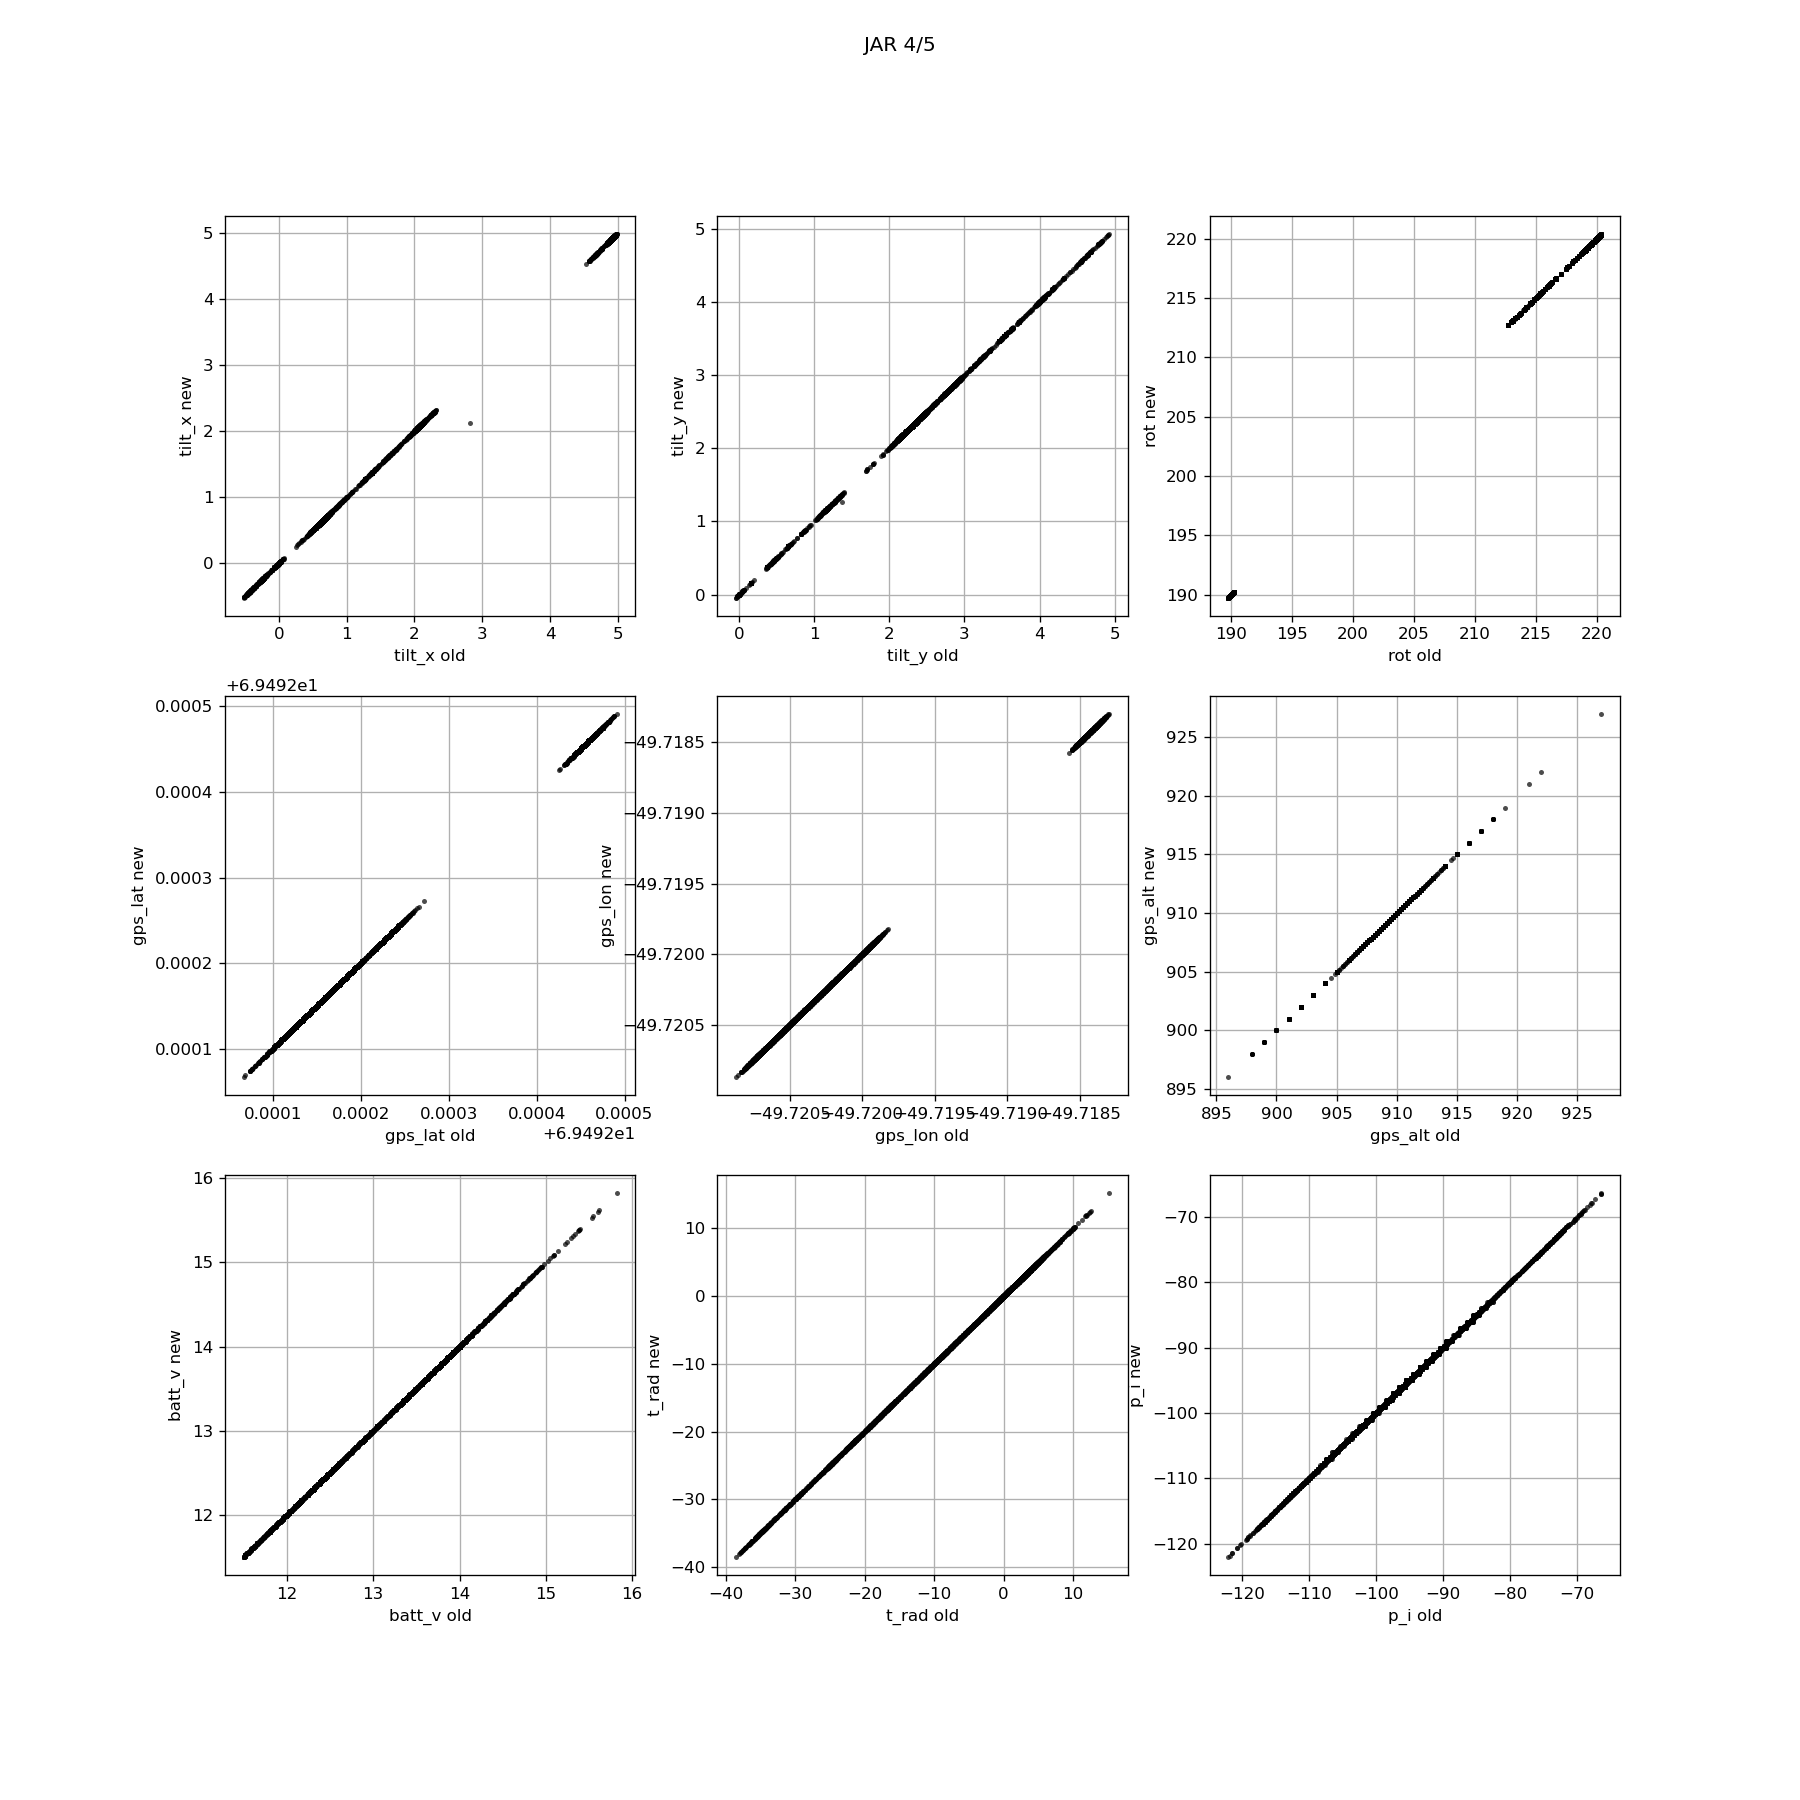 JAR 4/5
5
4
3
2
1
0
tilt_x new
0 1 2 3 4 5
tilt_x old
5
4
3
2
1
0
tilt_y new
0 1 2 3 4 5
tilt_y old
220
215
210
205
200
195
190
rot new
190 195 200 205 210 215 220
rot old
+6.9492e1
0.0005
0.0004
0.0003
0.0002
0.0001
gps_lat new
0.0001 0.0002 0.0003 0.0004 0.0005
gps_lat old
+6.9492e1
−49.7185
−49.7190
−49.7195
−49.7200
−49.7205
gps_lon new
−49.7205 −49.7200 −49.7195 −49.7190 −49.7185
gps_lon old
925
920
915
910
905
900
895
gps_alt new
895 900 905 910 915 920 925
gps_alt old
16
15
14
13
12
batt_v new
12 13 14 15 16
batt_v old
10
0
−10
−20
−30
−40
t_rad new
−40 −30 −20 −10 0 10
t_rad old
−70
−80
−90
−100
−110
−120
p_i new
−120 −110 −100 −90 −80 −70
p_i old